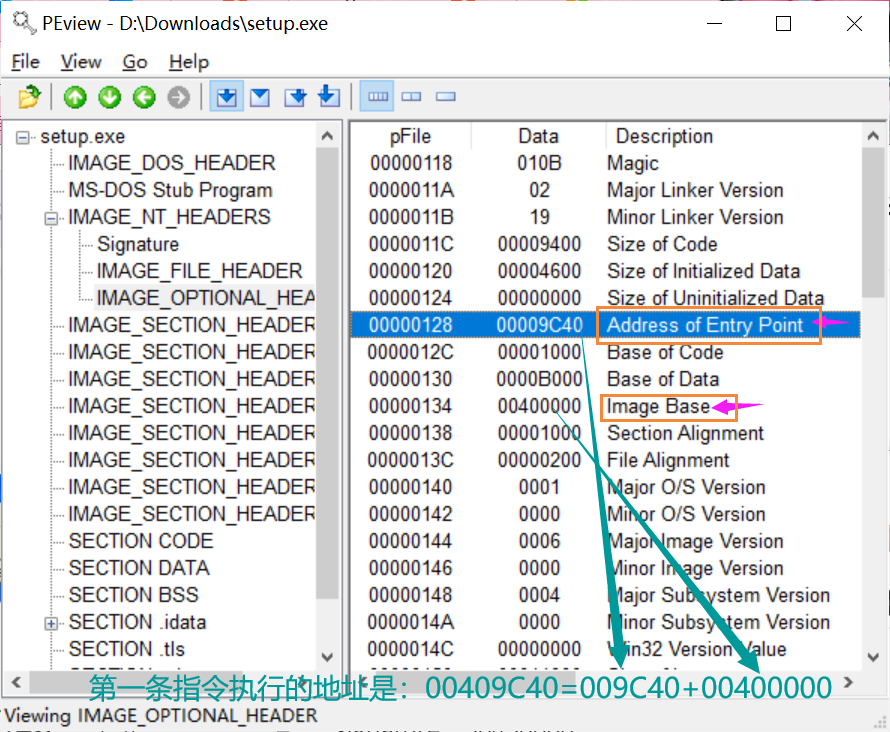 PEview - D:\Downloads\setup.exe
File View Go Help
setup.exe
IMAGE_DOS_HEADER
MS-DOS Stub Program
IMAGE_NT_HEADERS
Signature
IMAGE_FILE_HEADER
IMAGE_OPTIONAL_HEA
IMAGE_SECTION_HEADER
IMAGE_SECTION_HEADER
IMAGE_SECTION_HEADER
IMAGE_SECTION_HEADER
IMAGE_SECTION_HEADER
IMAGE_SECTION_HEADER
IMAGE_SECTION_HEADER
IMAGE_SECTION_HEADER
SECTION CODE
SECTION DATA
SECTION BSS
SECTION .idata
SECTION .tls
pFile Data Description
00000118 010B Magic
0000011A 02 Major Linker Version
0000011B 19 Minor Linker Version
0000011C 00009400 Size of Code
00000120 00004600 Size of Initialized Data
00000124 00000000 Size of Uninitialized Data
00000128 00009C40 Address of Entry Point
0000012C 00001000 Base of Code
00000130 0000B000 Base of Data
00000134 00400000 Image Base
00000138 00001000 Section Alignment
0000013C 00000200 File Alignment
00000140 0001 Major O/S Version
00000142 0000 Minor O/S Version
00000144 0006 Major Image Version
00000146 0000 Minor Image Version
00000148 0004 Major Subsystem Version
0000014A 0000 Minor Subsystem Version
0000014C 00000000 Win32 Version Value
第一条指令执行的地址是：00409C40=009C40+00400000
Viewing IMAGE_OPTIONAL_HEADER